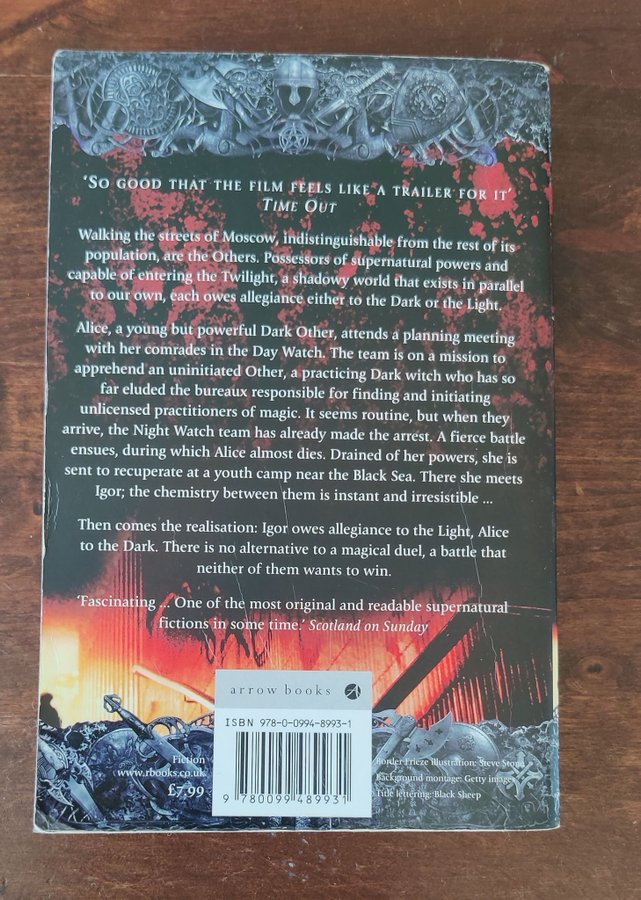 ‘SO GOOD THAT THE FILM FEELS LIKE A TRAILER FOR IT’
TIME OUT
Walking the streets of Moscow, indistinguishable from the rest of its
population, are the Others. Possessors of supernatural powers and
capable of entering the Twilight, a shadowy world that exists in parallel
to our own, each owes allegiance either to the Dark or the Light.
Alice, a young but powerful Dark Other, attends a planning meeting
with her comrades in the Day Watch. The team is on a mission to
apprehend an uninitiated Other, a practicing Dark witch who has so
far eluded the bureaux responsible for finding and initiating
unlicensed practitioners of magic. It seems routine, but when they
arrive, the Night Watch team has already made the arrest. A fierce battle
ensues, during which Alice almost dies. Drained of her powers, she is
sent to recuperate at a youth camp near the Black Sea. There she meets
Igor; the chemistry between them is instant and irresistible ...
Then comes the realisation: Igor owes allegiance to the Light, Alice
to the Dark. There is no alternative to a magical duel, a battle that
neither of them wants to win.
‘Fascinating ... One of the most original and readable supernatural
fictions in some time.’ Scotland on Sunday
arrow books
ISBN 978-0-0994-8993-1
9 780099 489931
Fiction
www.rbooks.co.uk
£7.99
Border Frieze illustration: Steve Stone
Background montage: Getty images
Title lettering: Black Sheep